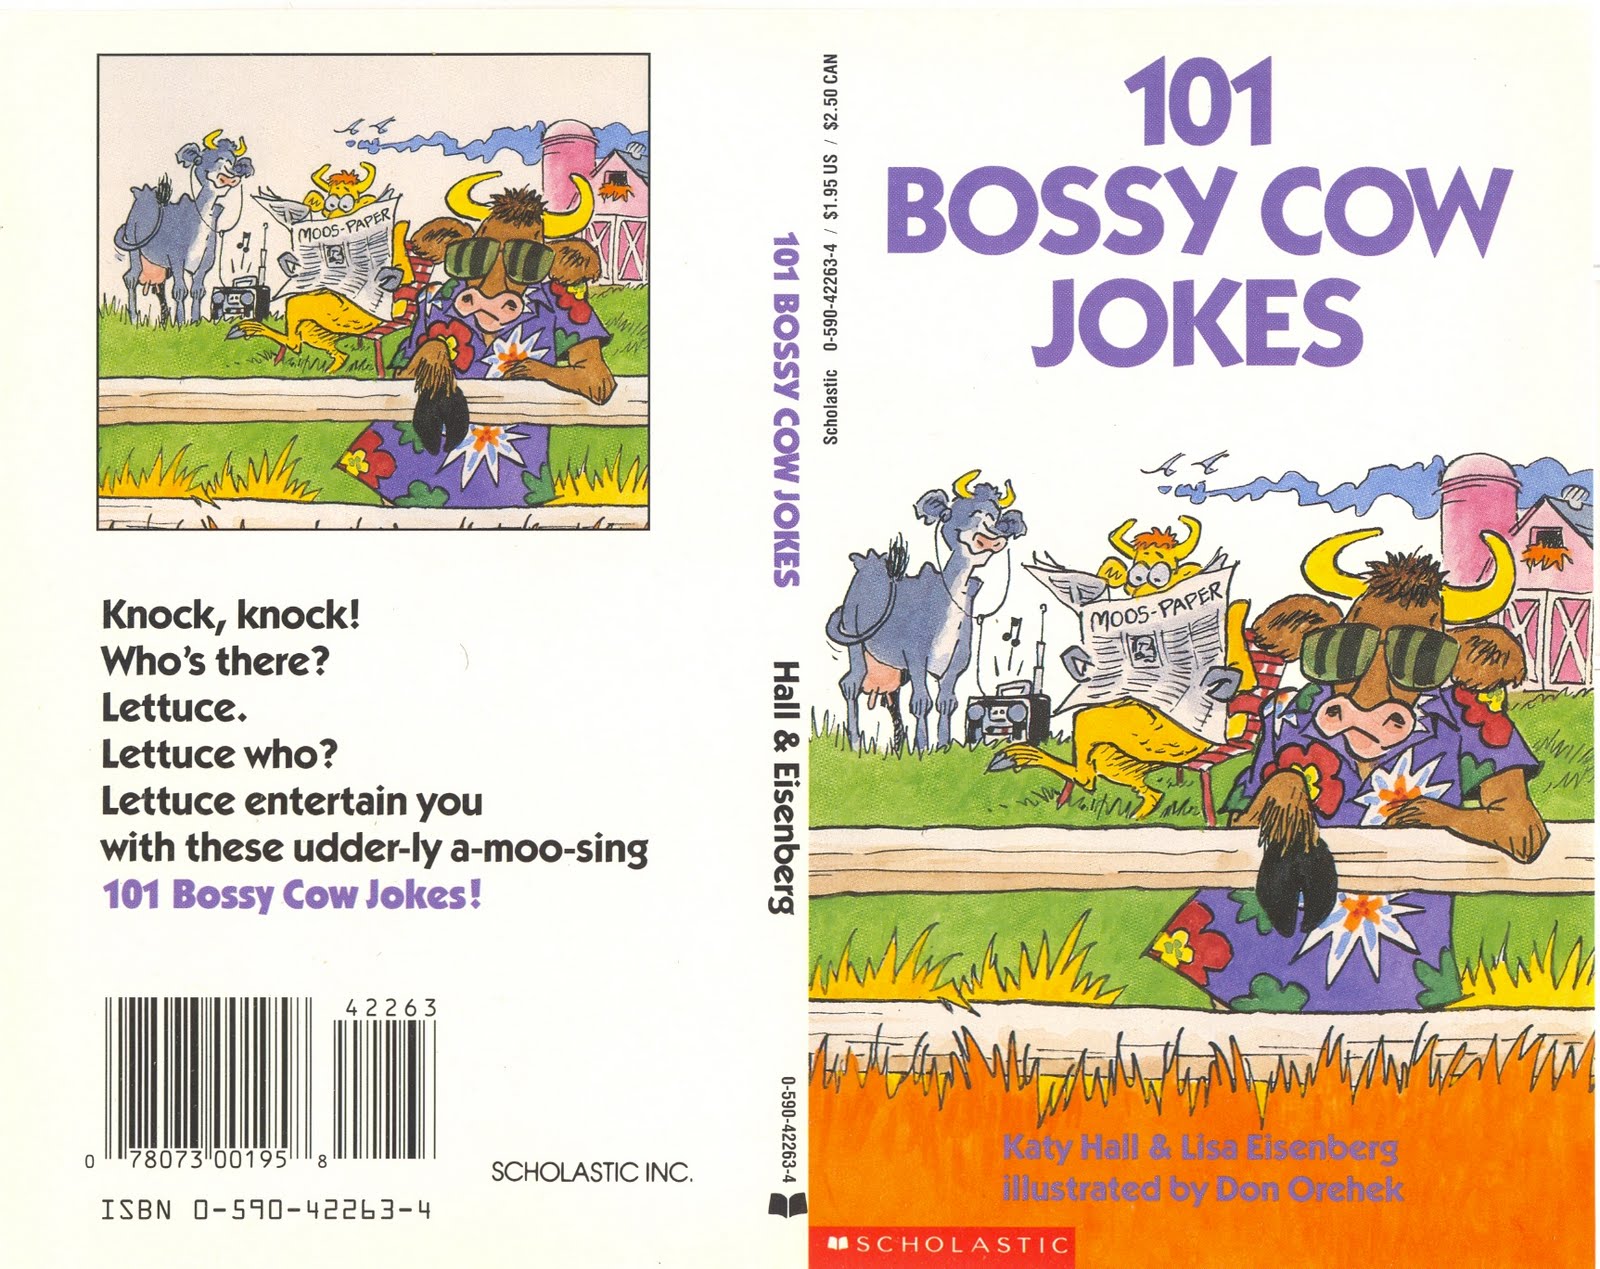 MOOS-PAPER
Knock, knock!
Who's there?
Lettuce.
Lettuce who?
Lettuce entertain you
with these udder-ly a-moo-sing
101 Bossy Cow Jokes!
42263
0 78073 00195 8
ISBN 0-590-42263-4
SCHOLASTIC INC.
101 BOSSY COW JOKES
Hall & Eisenberg
0-590-42263-4
Scholastic 0-590-42263-4 / $1.95 US / $2.50 CAN
101
BOSSY COW
JOKES
MOOS-PAPER
Katy Hall & Lisa Eisenberg
illustrated by Don Orehek
SCHOLASTIC